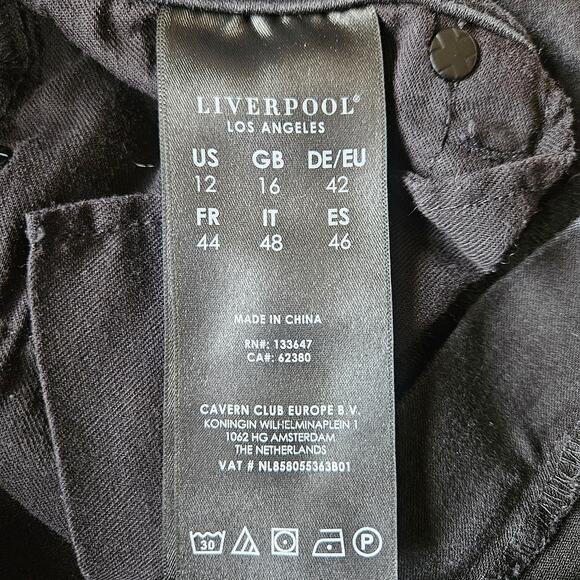 LIVERPOOL®
LOS ANGELES
US GB DE/EU
12 16 42
FR IT ES
44 48 46
MADE IN CHINA
RN#: 133647
CA#: 62380
CAVERN CLUB EUROPE B.V.
KONINGIN WILHELMINAPLEIN 1
1062 HG AMSTERDAM
THE NETHERLANDS
VAT # NL858055363B01
30 P